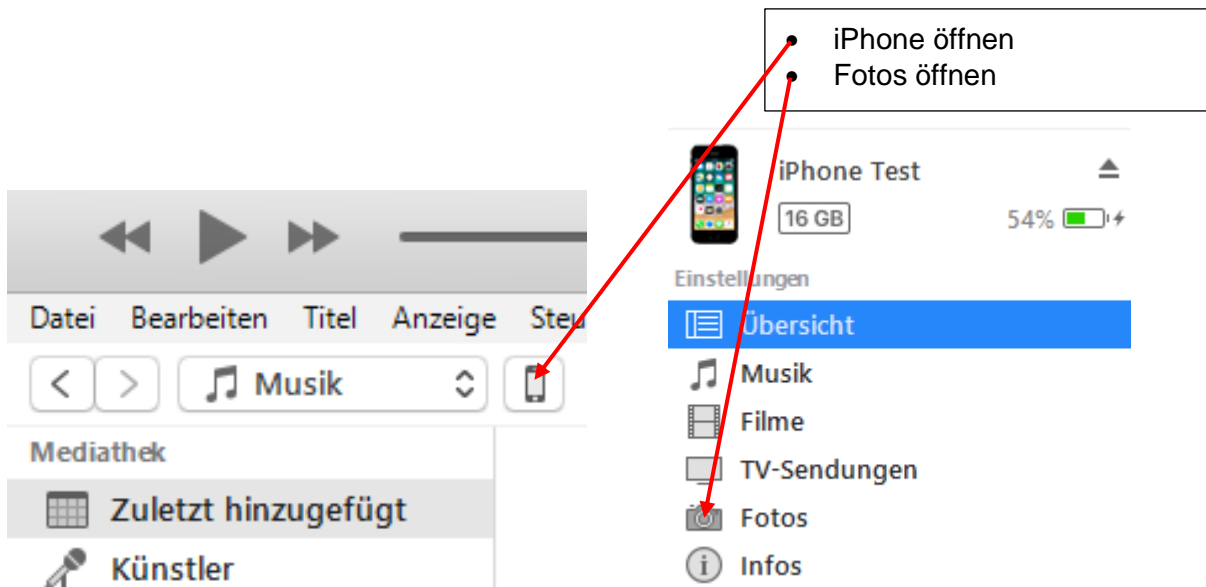 iPhone öffnen
Fotos öffnen
iPhone Test
16 GB
54%
Einstellungen
Übersicht
Musik
Filme
TV-Sendungen
Fotos
Infos
Datei Bearbeiten Titel Anzeige Steu
Musik
Mediathek
Zuletzt hinzugefügt
Künstler